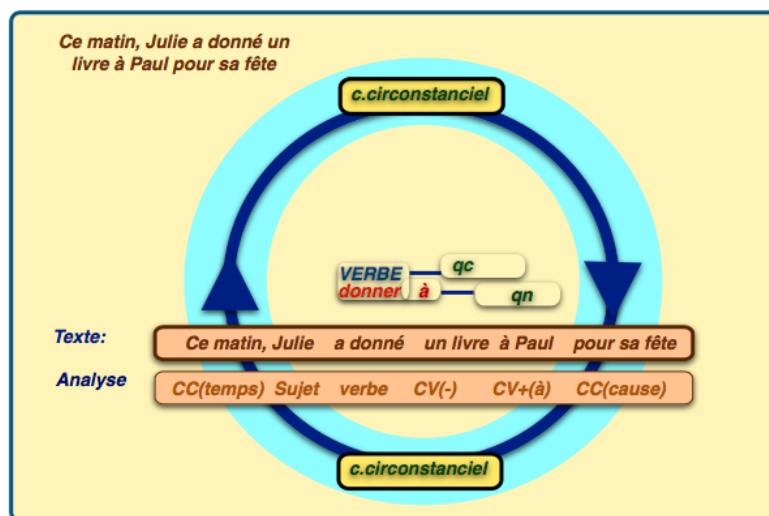 Ce matin, Julie a donné un
livre à Paul pour sa fête
c.circonstanciel
VERBE
qc
donner
à
qn
Texte:
Ce matin, Julie a donné un livre à Paul pour sa fête
Analyse
CC(temps) Sujet verbe CV(-) CV+(à) CC(cause)
c.circonstanciel